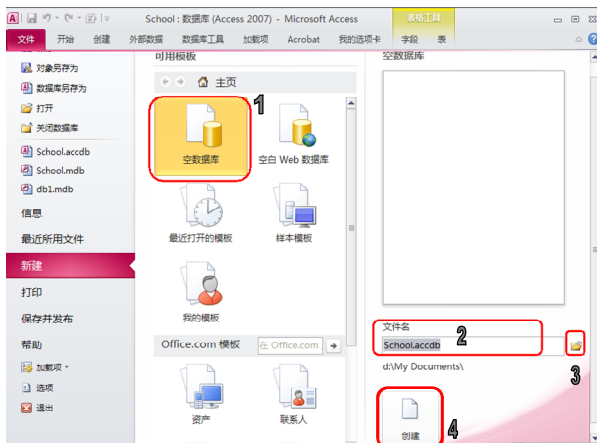 School : 数据库 (Access 2007) - Microsoft Access
表格工具
文件 开始 创建 外部数据 数据库工具 加载项 Acrobat 我的选项卡 字段 表
对象另存为
数据库另存为
打开
关闭数据库
School.accdb
School.mdb
db1.mdb
信息
最近所用文件
新建
打印
保存并发布
帮助
加载项
选项
退出
可用模板
主页
1
空数据库
空白 Web 数据库
最近打开的模板
样本模板
我的模板
Office.com 模板
在 Office.com
资产
联系人
空数据库
文件名
2
School.accdb
3
d:\My Documents\
4
创建